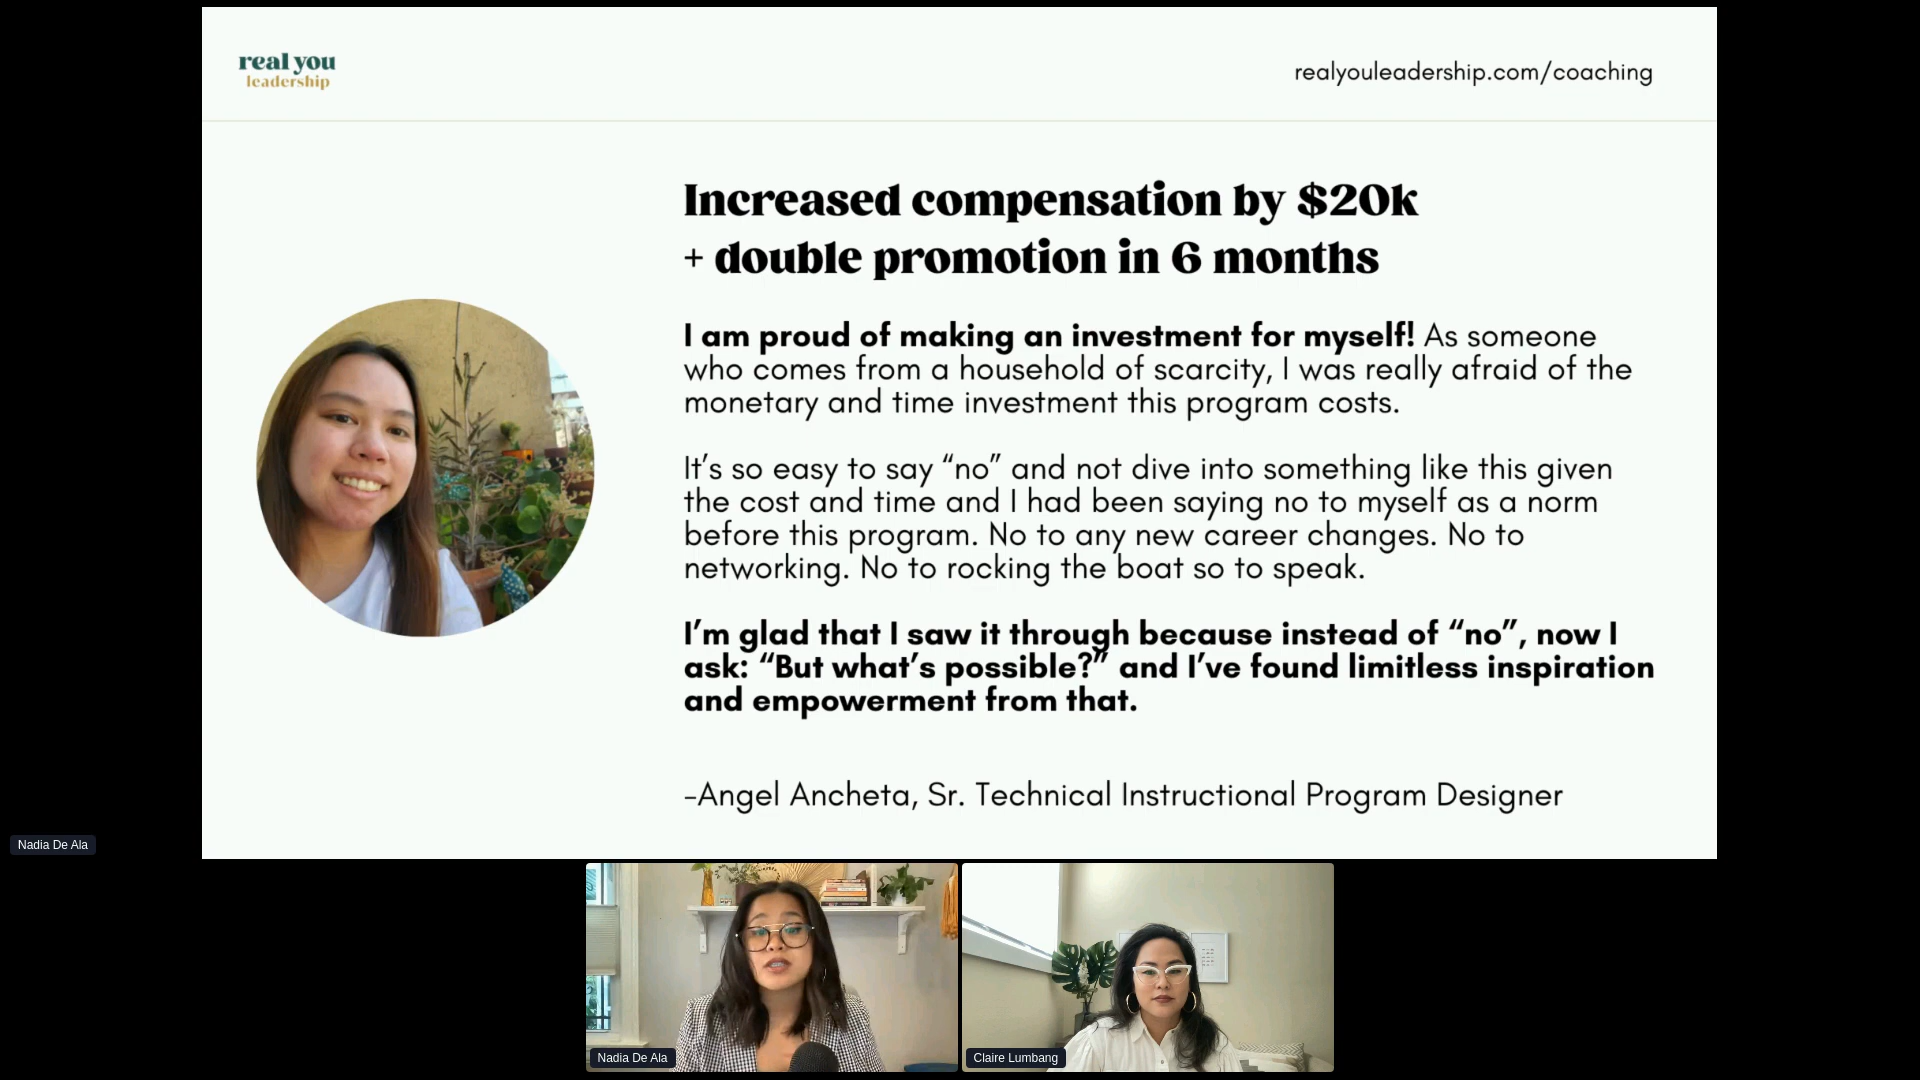 real you
leadership
realyouleadership.com/coaching
Increased compensation by $20k
+ double promotion in 6 months
I am proud of making an investment for myself! As someone
who comes from a household of scarcity, I was really afraid of the
monetary and time investment this program costs.
It’s so easy to say “no” and not dive into something like this given
the cost and time and I had been saying no to myself as a norm
before this program. No to any new career changes. No to
networking. No to rocking the boat so to speak.
I’m glad that I saw it through because instead of “no”, now I
ask: “But what’s possible?” and I’ve found limitless inspiration
and empowerment from that.
-Angel Ancheta, Sr. Technical Instructional Program Designer
Nadia De Ala
Nadia De Ala
Claire Lumbang